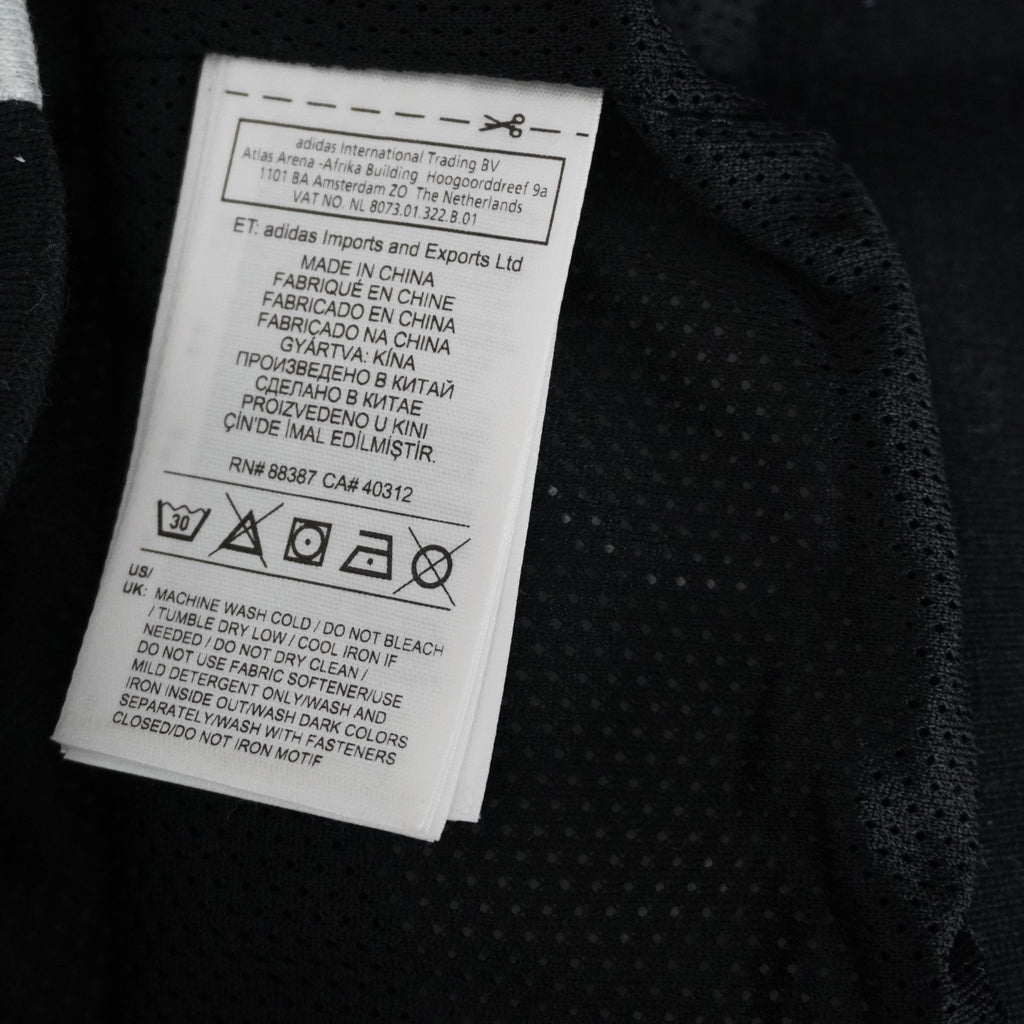 adidas International Trading BV
Atlas Arena -Afrika Building Hoogoorddreef 9a
1101 BA Amsterdam ZO The Netherlands
VAT NO. NL 8073.01.322.B.01
ET: adidas Imports and Exports Ltd
MADE IN CHINA
FABRIQUÉ EN CHINE
FABRICADO EN CHINA
FABRICADO NA CHINA
GYÁRTVA: KÍNA
ПРОИЗВЕДЕНО В КИТАЙ
СДЕЛАНО В КИТАЕ
PROIZVEDENO U KINI
ÇİN'DE İMAL EDİLMİŞTİR.
RN# 88387 CA# 40312
30
US/
UK: MACHINE WASH COLD / DO NOT BLEACH
/ TUMBLE DRY LOW / COOL IRON IF
NEEDED / DO NOT DRY CLEAN /
DO NOT USE FABRIC SOFTENER/USE
MILD DETERGENT ONLY/WASH AND
IRON INSIDE OUT/WASH DARK COLORS
SEPARATELY/WASH WITH FASTENERS
CLOSED/DO NOT IRON MOTIF